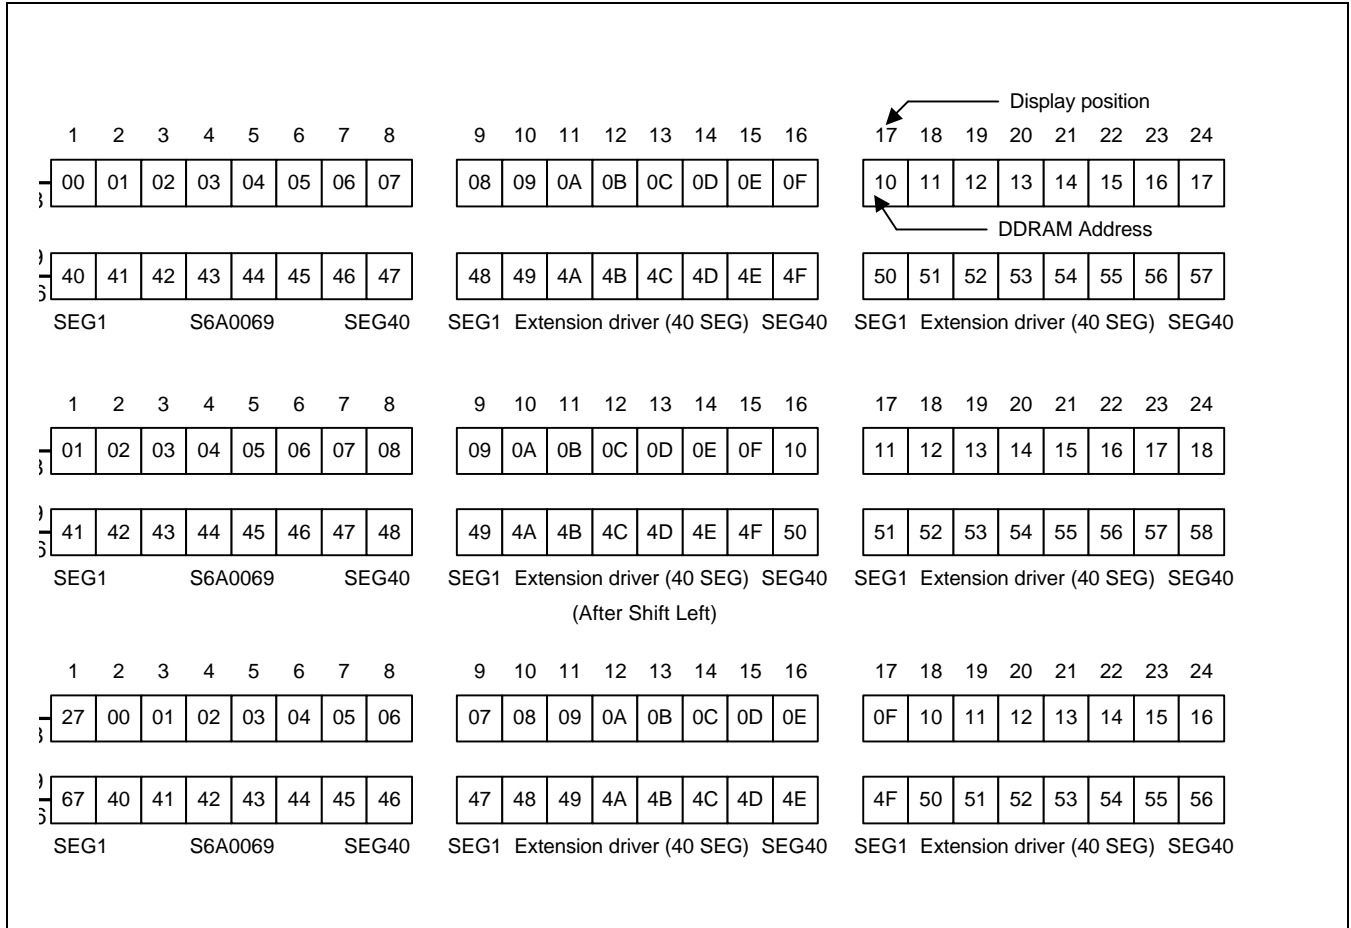 Display position
1 2 3 4 5 6 7 8 9 10 11 12 13 14 15 16 17 18 19 20 21 22 23 24
00 01 02 03 04 05 06 07 08 09 0A 0B 0C 0D 0E 0F 10 11 12 13 14 15 16 17
DDRAM Address
40 41 42 43 44 45 46 47 48 49 4A 4B 4C 4D 4E 4F 50 51 52 53 54 55 56 57
SEG1 S6A0069 SEG40 SEG1 Extension driver (40 SEG) SEG40 SEG1 Extension driver (40 SEG) SEG40
1 2 3 4 5 6 7 8 9 10 11 12 13 14 15 16 17 18 19 20 21 22 23 24
01 02 03 04 05 06 07 08 09 0A 0B 0C 0D 0E 0F 10 11 12 13 14 15 16 17 18
41 42 43 44 45 46 47 48 49 4A 4B 4C 4D 4E 4F 50 51 52 53 54 55 56 57 58
SEG1 S6A0069 SEG40 SEG1 Extension driver (40 SEG) SEG40 SEG1 Extension driver (40 SEG) SEG40
(After Shift Left)
1 2 3 4 5 6 7 8 9 10 11 12 13 14 15 16 17 18 19 20 21 22 23 24
27 00 01 02 03 04 05 06 07 08 09 0A 0B 0C 0D 0E 0F 10 11 12 13 14 15 16
67 40 41 42 43 44 45 46 47 48 49 4A 4B 4C 4D 4E 4F 50 51 52 53 54 55 56
SEG1 S6A0069 SEG40 SEG1 Extension driver (40 SEG) SEG40 SEG1 Extension driver (40 SEG) SEG40